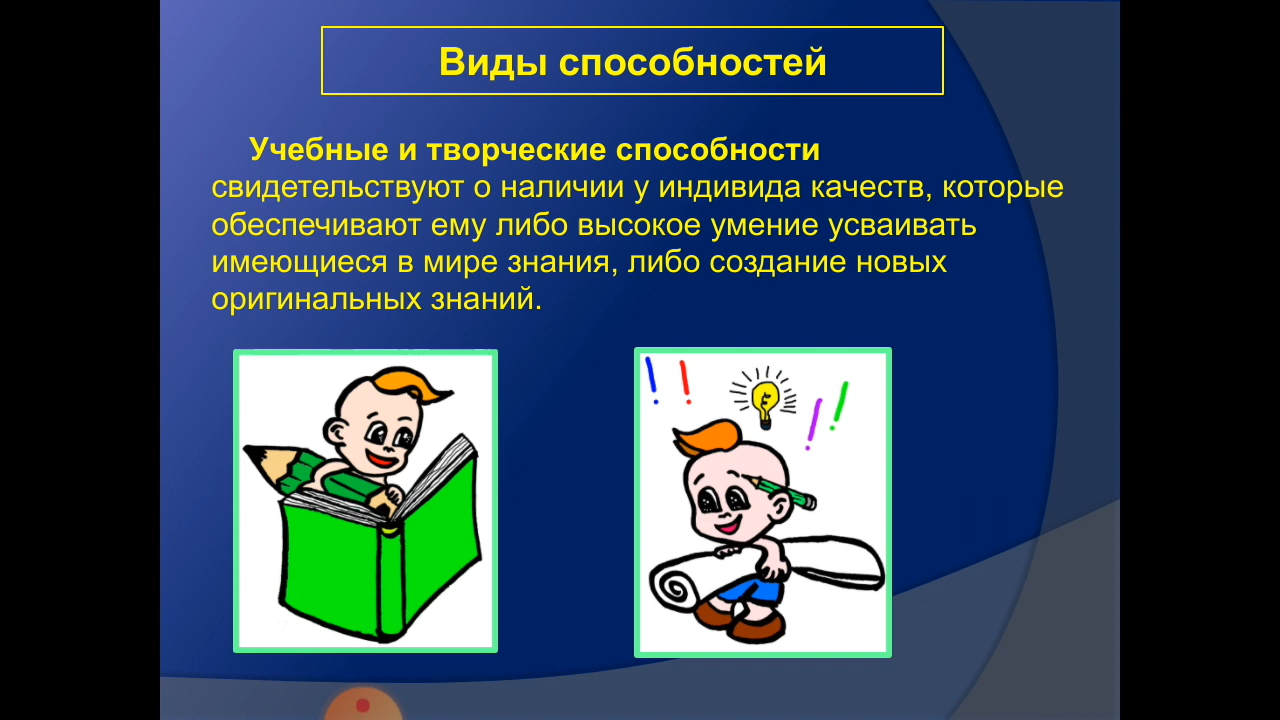 Виды способностей
Учебные и творческие способности
свидетельствуют о наличии у индивида качеств, которые
обеспечивают ему либо высокое умение усваивать
имеющиеся в мире знания, либо создание новых
оригинальных знаний.